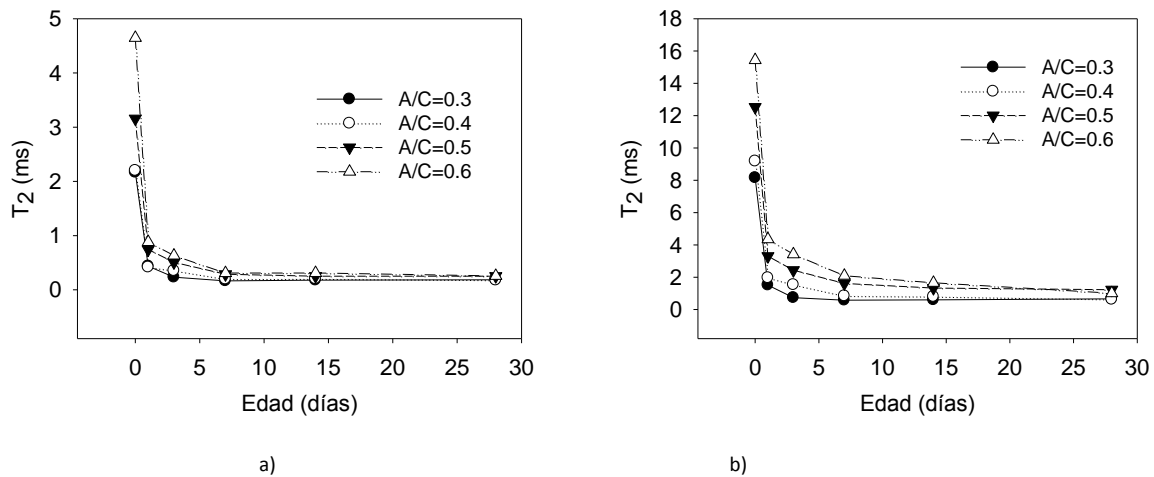 5
4
3
2
1
0
T2 (ms)
A/C=0.3
A/C=0.4
A/C=0.5
A/C=0.6
0 5 10 15 20 25 30
Edad (días)
a)
18
16
14
12
10
8
6
4
2
0
T2 (ms)
A/C=0.3
A/C=0.4
A/C=0.5
A/C=0.6
0 5 10 15 20 25 30
Edad (días)
b)